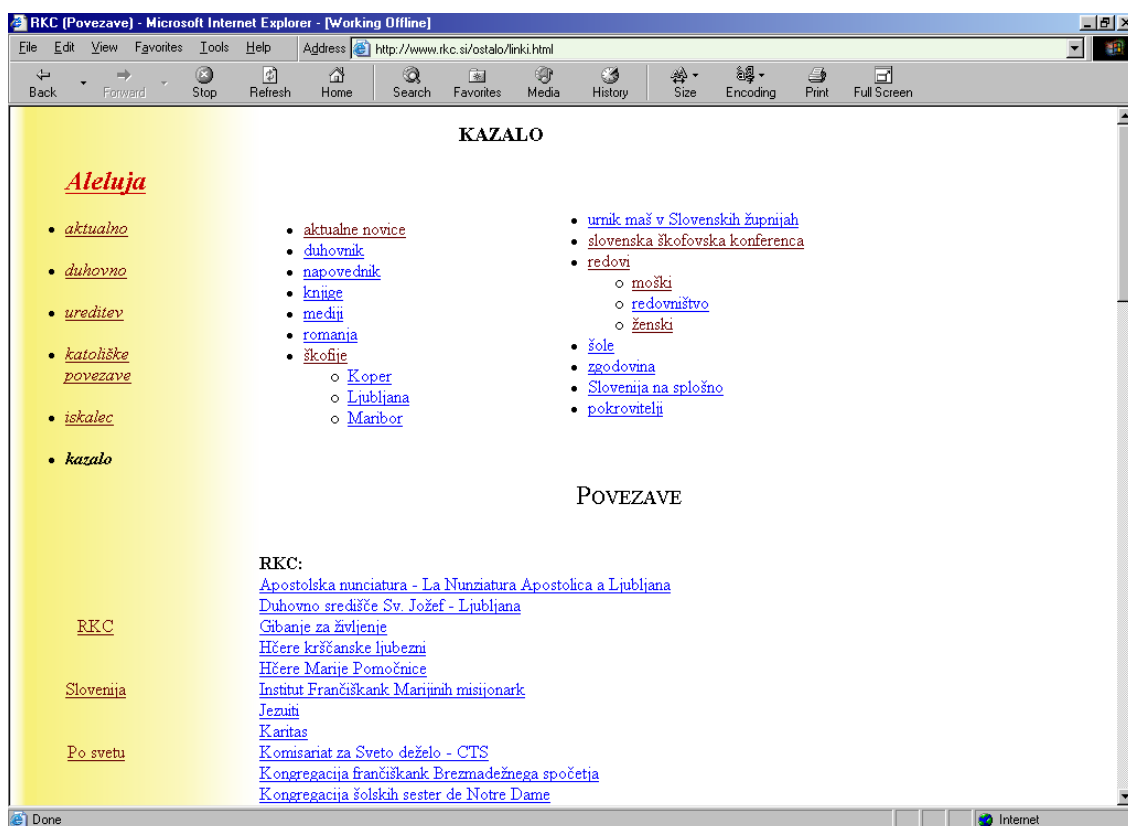 RKC (Povezave) - Microsoft Internet Explorer - [Working Offline]
File Edit View Favorites Tools Help Address http://www.rkc.si/ostalo/linki.html
Back Forward Stop Refresh Home Search Favorites Media History Size Encoding Print Full Screen
Aleluja
aktualno
duhovno
ureditev
katoliške
povezave
iskalec
kazalo
RKC
Slovenija
Po svetu
KAZALO
aktualne novice
duhovnik
napovednik
knjige
mediji
romanja
škofije
Koper
Ljubljana
Maribor
urnik maš v Slovenskih župnijah
slovenska škofovska konferenca
redovi
moški
redovništvo
ženski
šole
zgodovina
Slovenija na splošno
pokrovitelji
POVEZAVE
RKC:
Apostolska nunciatura - La Nunziatura Apostolica a Ljubljana
Duhovno središče Sv. Jožef - Ljubljana
Gibanje za življenje
Hčere krščanske ljubezni
Hčere Marije Pomočnice
Institut Frančiškank Marijinih misijonark
Jezuiti
Karitas
Komisariat za Sveto deželo - CTS
Kongregacija frančiškank Brezmadežnega spočetja
Kongregacija šolskih sester de Notre Dame
Done Internet